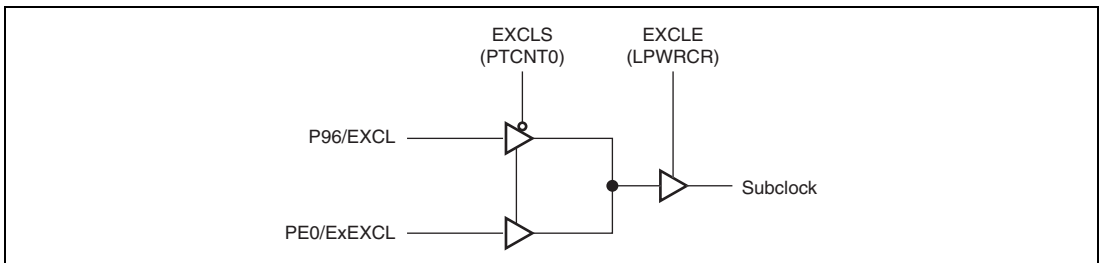 EXCLS
(PTCNT0)
EXCLE
(LPWRCR)
P96/EXCL
Subclock
PE0/ExEXCL